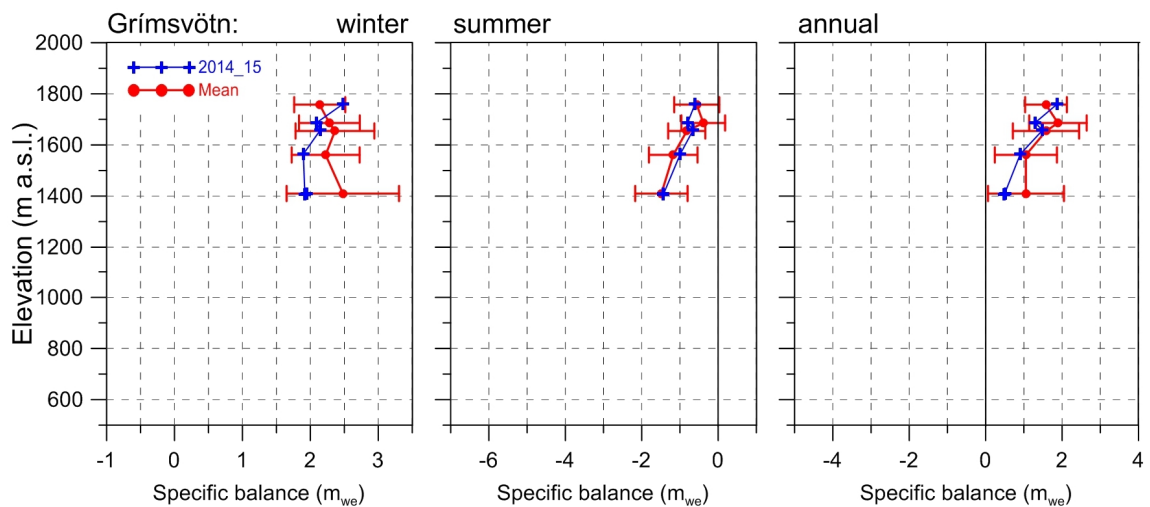 Grímsvötn: winter summer annual
2000
1800
1600
1400
1200
1000
800
600
Elevation (m a.s.l.)
2014_15
Mean
-1 0 1 2 3 -6 -4 -2 0 -4 -2 0 2 4
Specific balance (mwe) Specific balance (mwe) Specific balance (mwe)